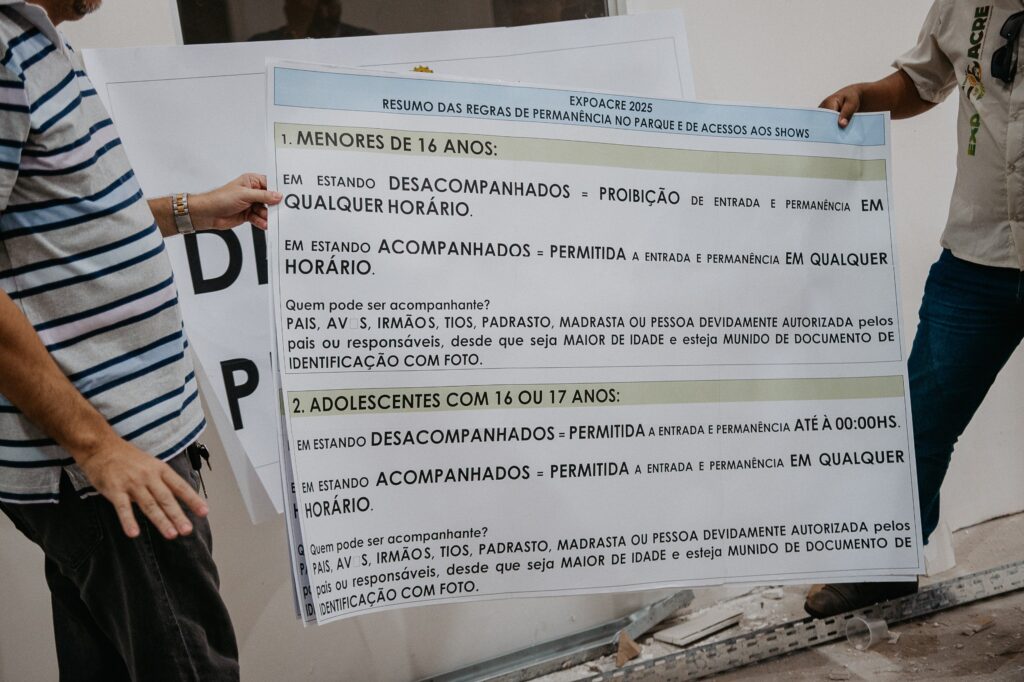 EXPOACRE 2025
RESUMO DAS REGRAS DE PERMANÊNCIA NO PARQUE E DE ACESSOS AOS SHOWS
1. MENORES DE 16 ANOS:
EM ESTANDO DESACOMPANHADOS = PROIBIÇÃO DE ENTRADA E PERMANÊNCIA EM
QUALQUER HORÁRIO.
EM ESTANDO ACOMPANHADOS = PERMITIDA A ENTRADA E PERMANÊNCIA EM QUALQUER
HORÁRIO.
Quem pode ser acompanhante?
PAIS, AV□S, IRMÃOS, TIOS, PADRASTO, MADRASTA OU PESSOA DEVIDAMENTE AUTORIZADA pelos
pais ou responsáveis, desde que seja MAIOR DE IDADE e esteja MUNIDO DE DOCUMENTO DE
IDENTIFICAÇÃO COM FOTO.
2. ADOLESCENTES COM 16 OU 17 ANOS:
EM ESTANDO DESACOMPANHADOS = PERMITIDA A ENTRADA E PERMANÊNCIA ATÉ À 00:00HS.
EM ESTANDO ACOMPANHADOS = PERMITIDA A ENTRADA E PERMANÊNCIA EM QUALQUER
HORÁRIO.
Quem pode ser acompanhante?
PAIS, AV□S, IRMÃOS, TIOS, PADRASTO, MADRASTA OU PESSOA DEVIDAMENTE AUTORIZADA pelos
pais ou responsáveis, desde que seja MAIOR DE IDADE e esteja MUNIDO DE DOCUMENTO DE
IDENTIFICAÇÃO COM FOTO.
EXPOACRE